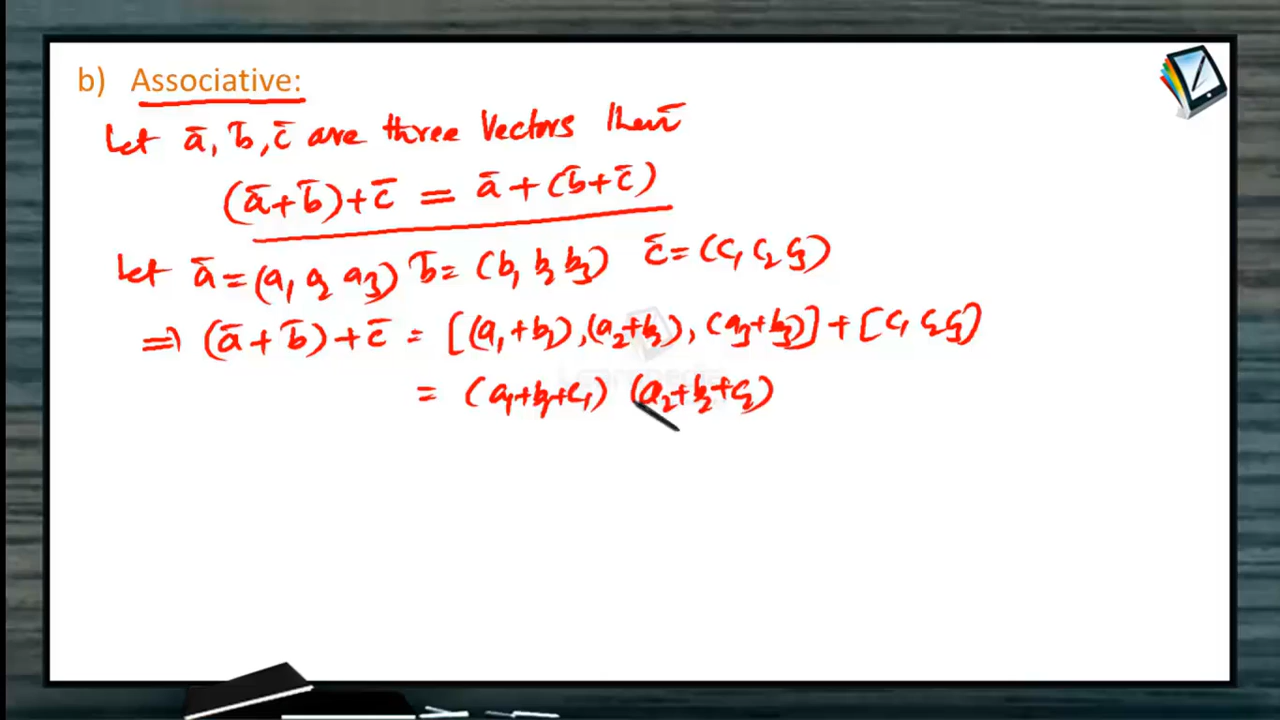 b) Associative:
Let a̅, b̅, c̅ are three vectors then
(a̅+b̅)+c̅ = a̅+(b̅+c̅)
Let a̅=(a₁ a₂ a₃) b̅=(b₁ b₂ b₃) c̅=(c₁ c₂ c₃)
⇒ (a̅+b̅)+c̅ = [(a₁+b₂),(a₂+b₂),(a₃+b₃)]+[c₁ c₂ c₃]
= (a₁+b₁+c₁) (a₂+b₂+c₂)